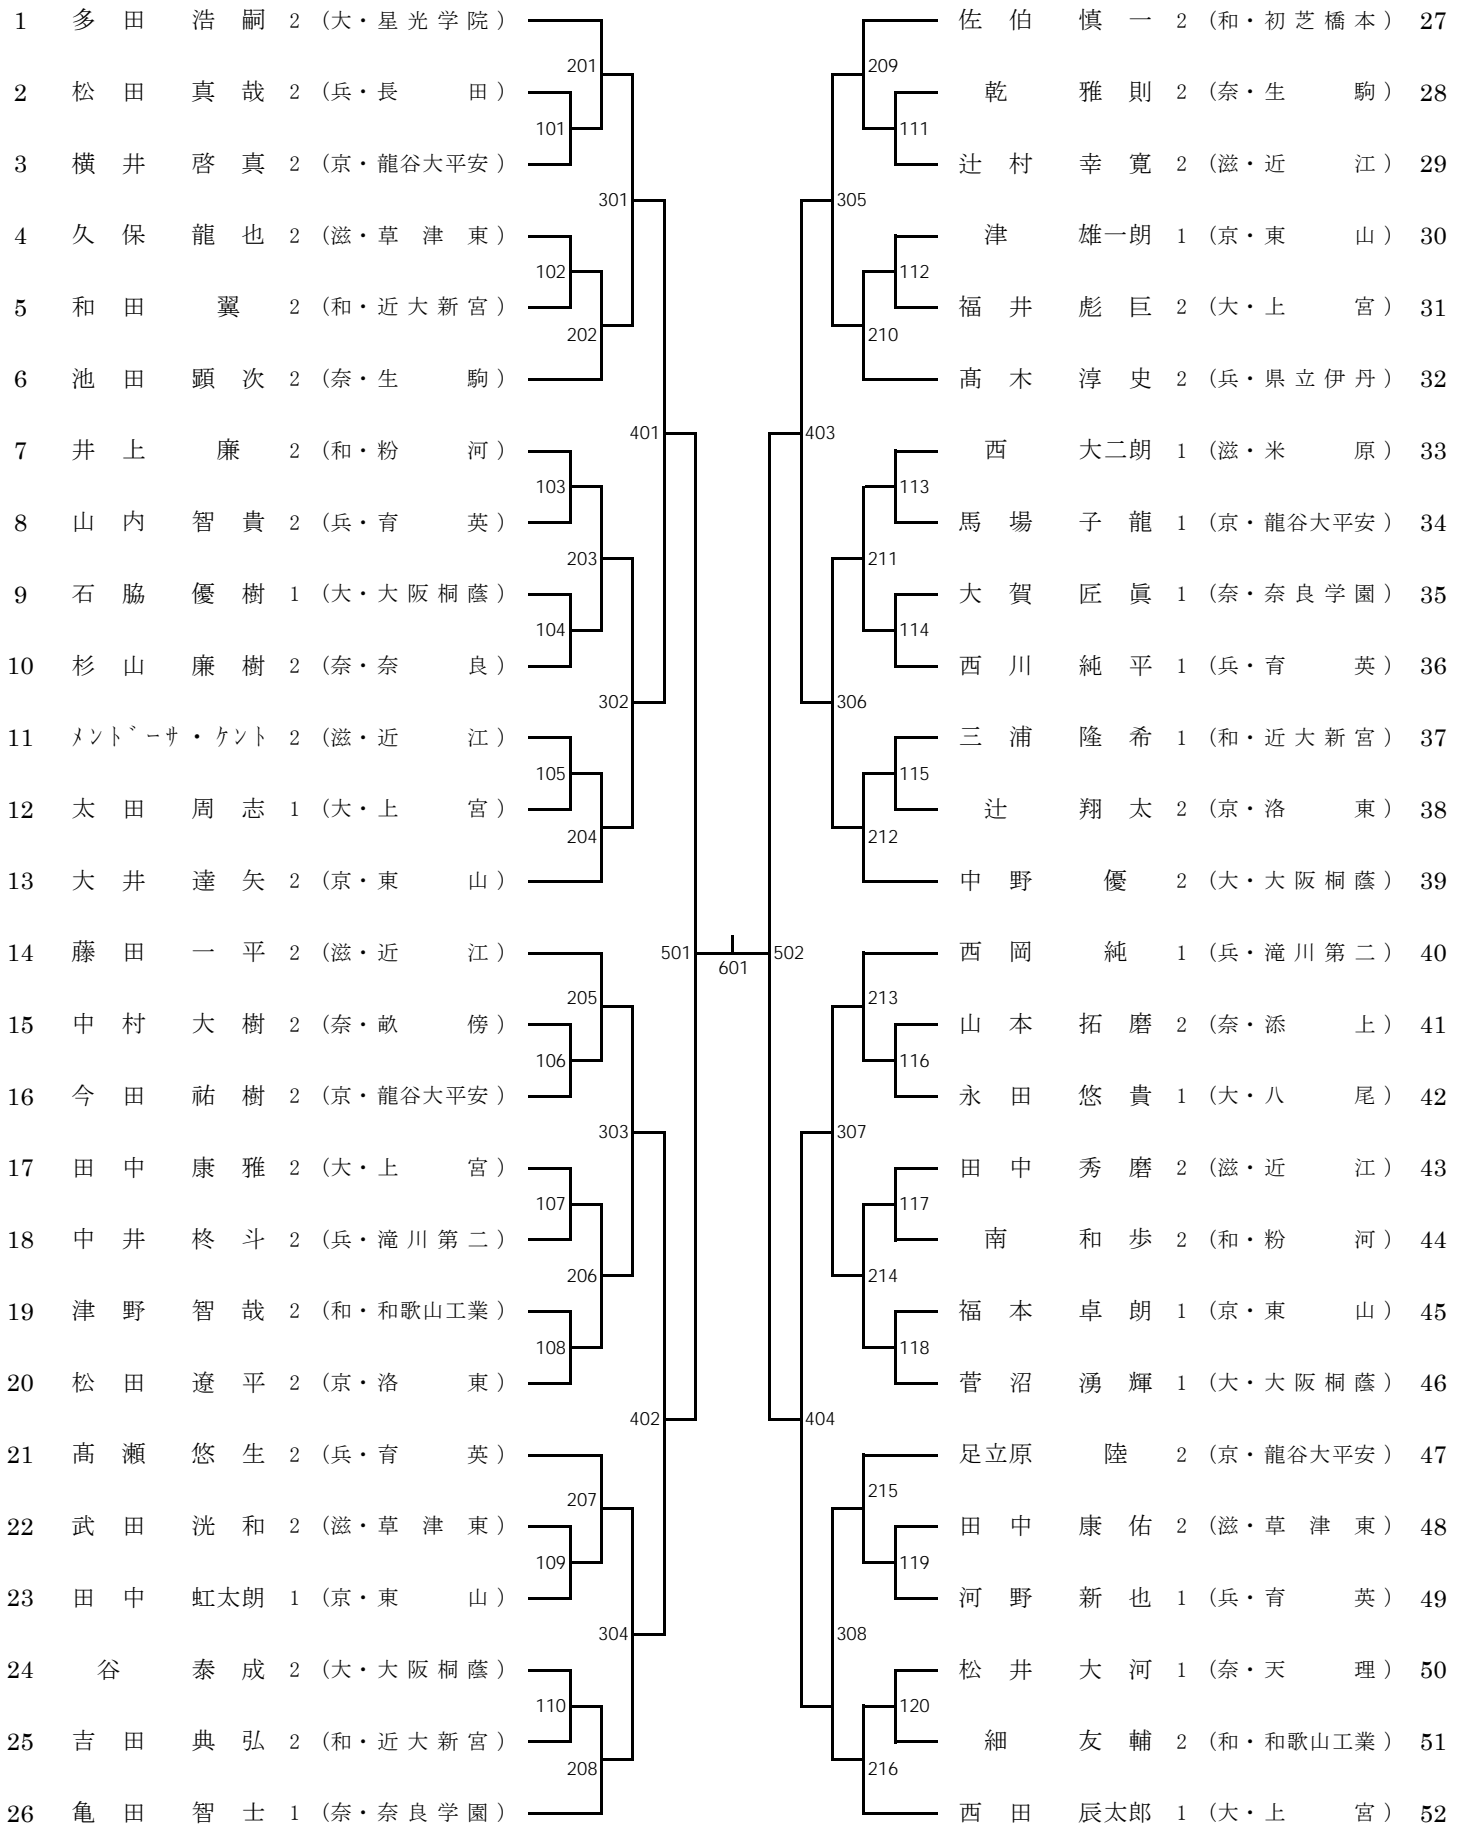 1 多田 浩嗣 2 (大・星光学院)
201
2 松田 真哉 2 (兵・長田)
101
3 横井 啓真 2 (京・龍谷大平安)
301
4 久保 龍也 2 (滋・草津東)
102
5 和田 翼 2 (和・近大新宮)
202
6 池田 顕次 2 (奈・生駒)
401
7 井上 廉 2 (和・粉河)
103
8 山内 智貴 2 (兵・育英)
203
9 石脇 優樹 1 (大・大阪桐蔭)
104
10 杉山 廉樹 2 (奈・奈良)
302
11 メンドーサ・ケント 2 (滋・近江)
105
12 太田 周志 1 (大・上宮)
204
13 大井 達矢 2 (京・東山)
14 藤田 一平 2 (滋・近江)
501
205
15 中村 大樹 2 (奈・畝傍)
106
16 今田 祐樹 2 (京・龍谷大平安)
303
17 田中 康雅 2 (大・上宮)
107
18 中井 柊斗 2 (兵・滝川第二)
206
19 津野 智哉 2 (和・和歌山工業)
108
20 松田 遼平 2 (京・洛東)
402
21 髙瀬 悠生 2 (兵・育英)
207
22 武田 洸和 2 (滋・草津東)
109
23 田中 虹太朗 1 (京・東山)
304
24 谷 泰成 2 (大・大阪桐蔭)
110
25 吉田 典弘 2 (和・近大新宮)
208
26 亀田 智士 1 (奈・奈良学園)
601
佐伯 慎一 2 (和・初芝橋本) 27
209
乾 雅則 2 (奈・生駒) 28
111
辻村 幸寛 2 (滋・近江) 29
305
津 雄一朗 1 (京・東山) 30
112
福井 彪巨 2 (大・上宮) 31
210
髙木 淳史 2 (兵・県立伊丹) 32
403
西 大二朗 1 (滋・米原) 33
113
馬場 子龍 1 (京・龍谷大平安) 34
211
大賀 匠眞 1 (奈・奈良学園) 35
114
西川 純平 1 (兵・育英) 36
306
三浦 隆希 1 (和・近大新宮) 37
115
辻 翔太 2 (京・洛東) 38
212
中野 優 2 (大・大阪桐蔭) 39
502
西岡 純 1 (兵・滝川第二) 40
213
山本 拓磨 2 (奈・添上) 41
116
永田 悠貴 1 (大・八尾) 42
307
田中 秀磨 2 (滋・近江) 43
117
南 和歩 2 (和・粉河) 44
214
福本 卓朗 1 (京・東山) 45
118
菅沼 湧輝 1 (大・大阪桐蔭) 46
404
足立原 陸 2 (京・龍谷大平安) 47
215
田中 康佑 2 (滋・草津東) 48
119
河野 新也 1 (兵・育英) 49
308
松井 大河 1 (奈・天理) 50
120
細 友輔 2 (和・和歌山工業) 51
216
西田 辰太郎 1 (大・上宮) 52